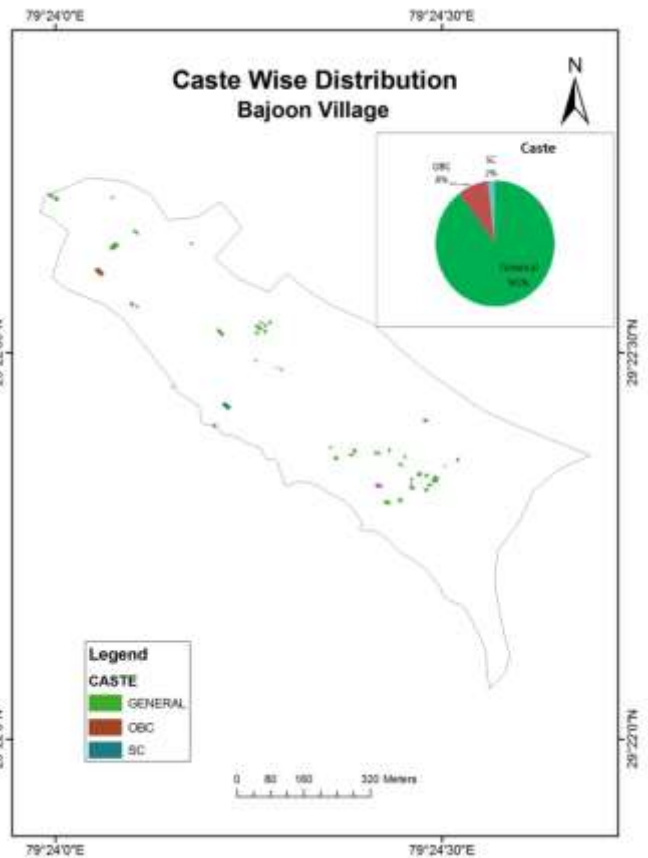 79°24'0"E
79°24'30"E
Caste Wise Distribution
Bajoon Village
N
Caste
SC
2%
OBC
8%
General
90%
29°22'30"N
Legend
CASTE
GENERAL
OBC
SC
0 80 160 320 Meters
29°22'0"N
79°24'0"E
79°24'30"E